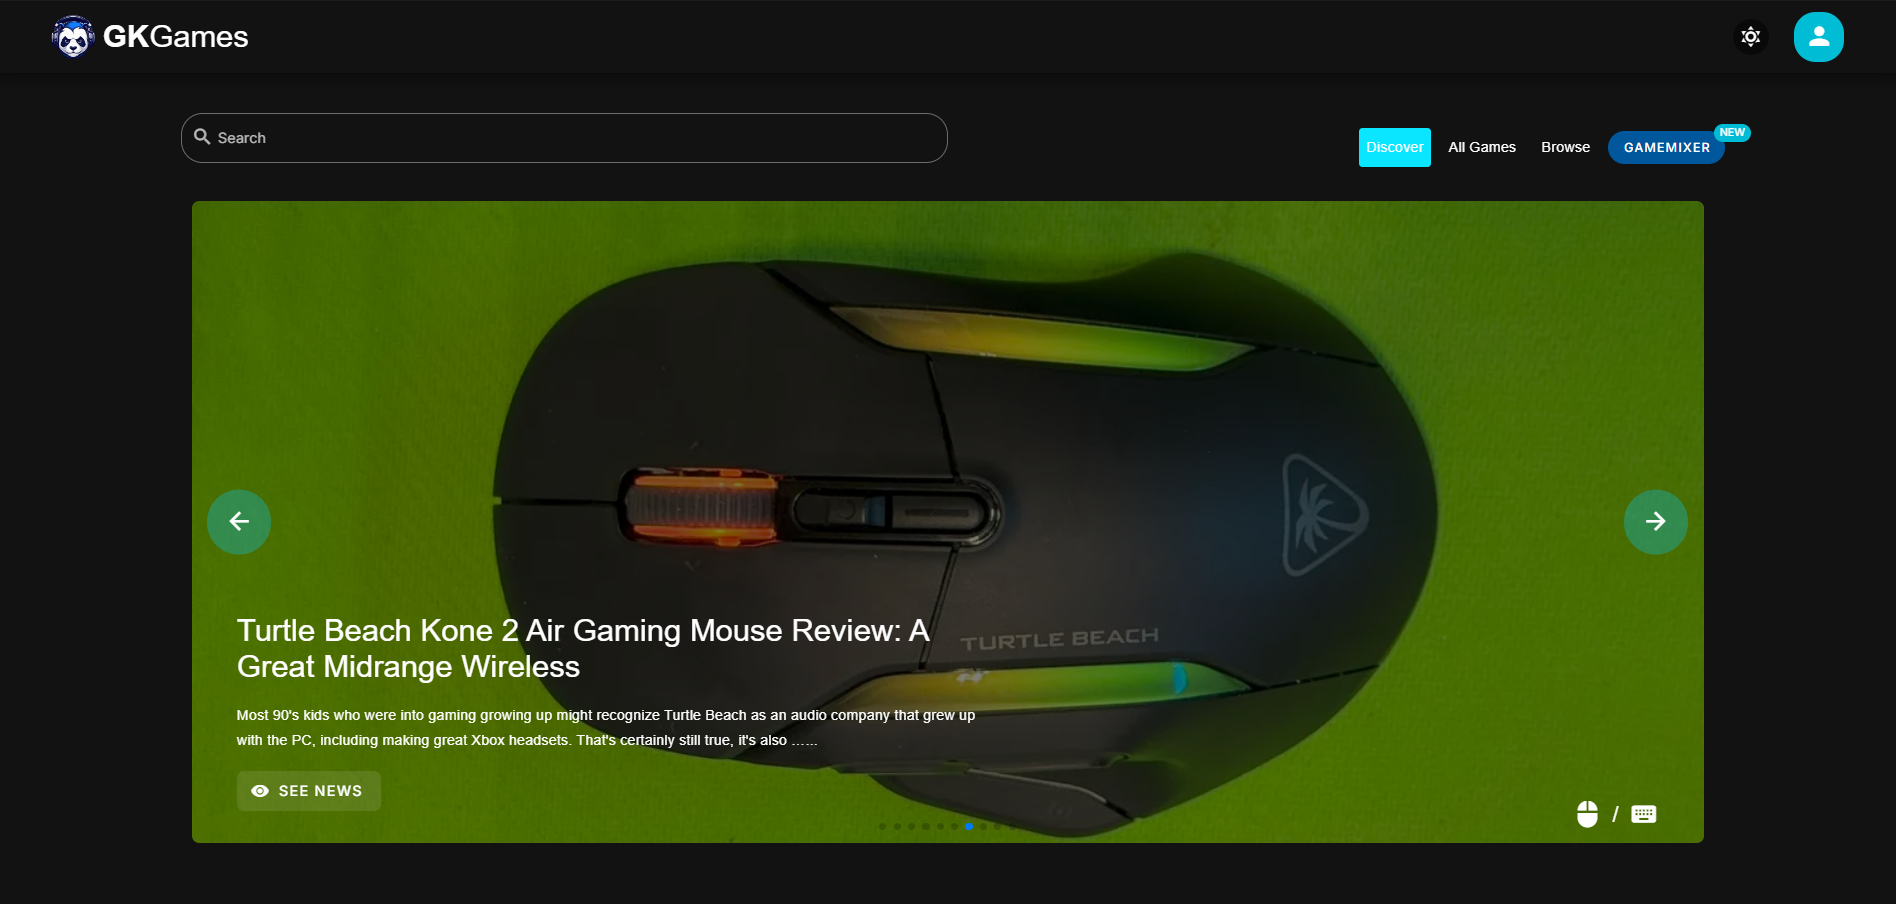 GKGames
Search
Discover
All Games
Browse
GAMEMIXER
NEW
TURTLE BEACH
Turtle Beach Kone 2 Air Gaming Mouse Review: A
Great Midrange Wireless
Most 90's kids who were into gaming growing up might recognize Turtle Beach as an audio company that grew up
with the PC, including making great Xbox headsets. That's certainly still true, it's also ......
SEE NEWS
/